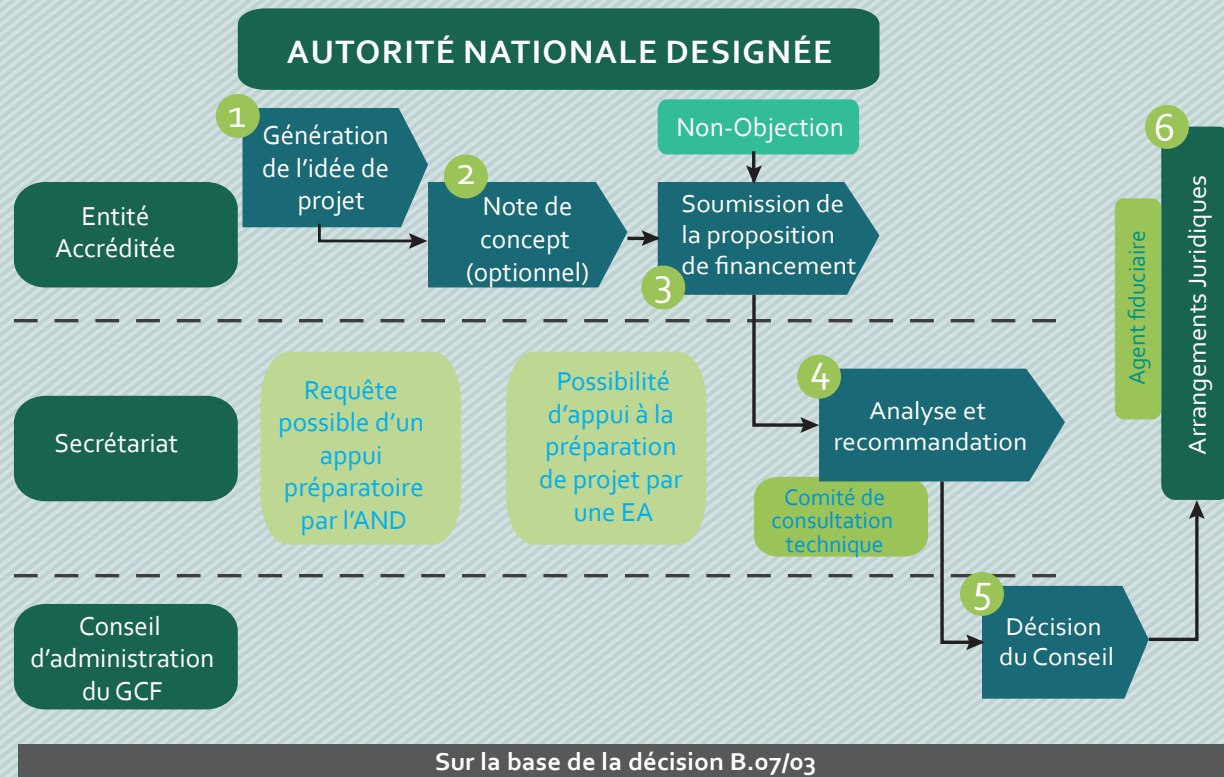 AUTORITÉ NATIONALE DESIGNÉE
1
Génération
de l'idée de
projet
Non-Objection
6
Entité
Accréditée
2
Note de
concept
(optionnel)
Soumission de
la proposition
de financement
3
Agent fiduciaire
Arrangements Juridiques
Secrétariat
Requête
possible d'un
appui
préparatoire
par l'AND
Possibilité
d'appui à la
préparation
de projet par
une EA
4
Analyse et
recommandation
Comité de
consultation
technique
Conseil
d'administration
du GCF
5
Décision
du Conseil
Sur la base de la décision B.07/03